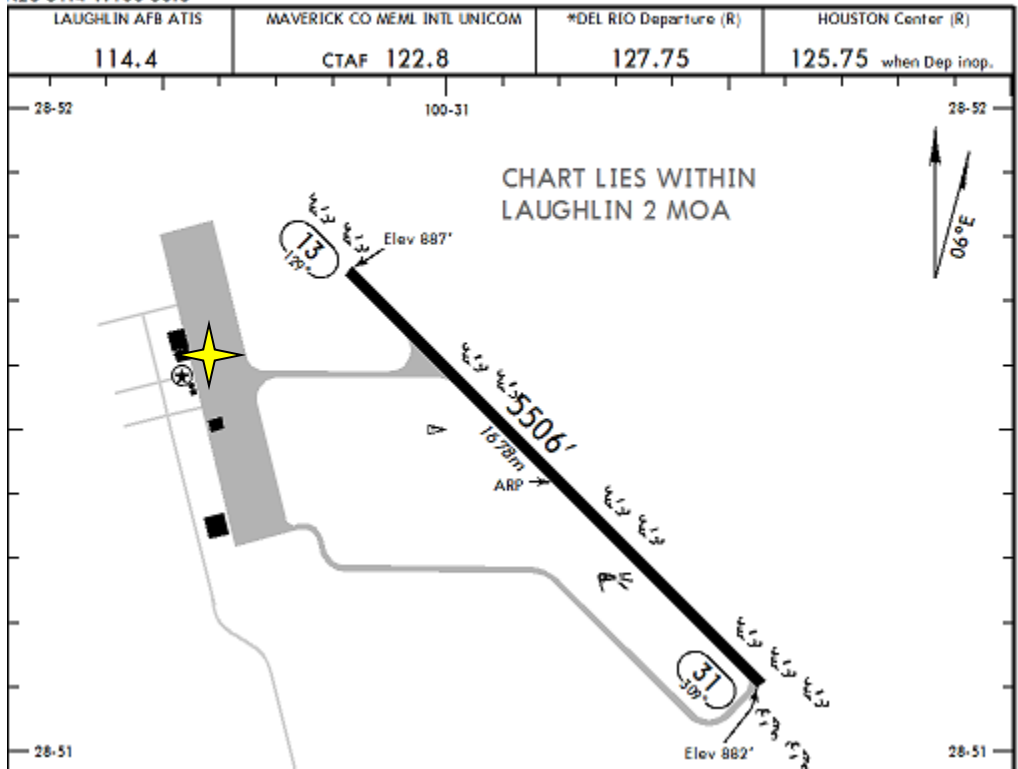 LAUGHLIN AFB ATIS
114.4
MAVERICK CO MEML INTL UNICOM
CTAF 122.8
*DEL RIO Departure (R)
127.75
HOUSTON Center (R)
125.75 when Dep inop.
28-52
100-31
28-52
CHART LIES WITHIN
LAUGHLIN 2 MOA
06°E
13
129°
Elev 887'
5506'
1678m
ARP
31
309°
Elev 882'
28-51
28-51